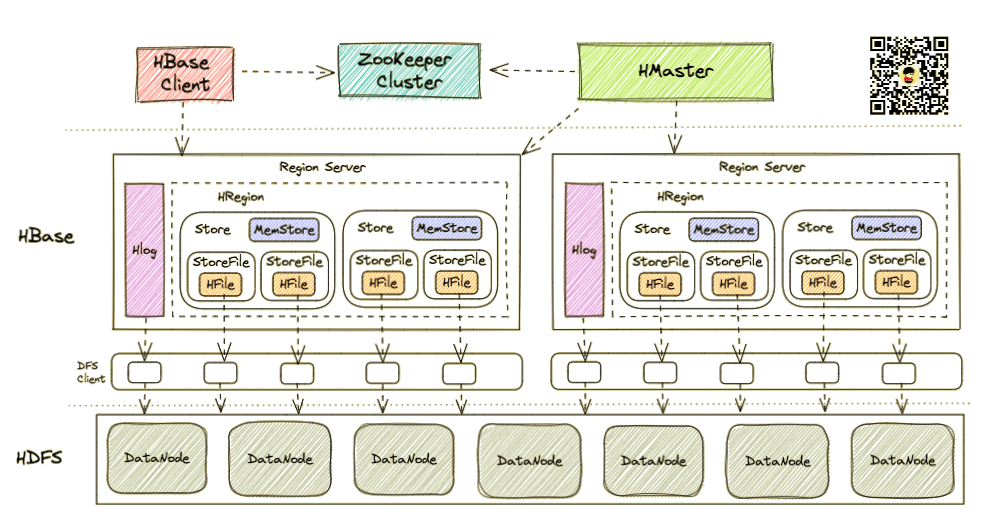 HBase
Client
ZooKeeper
Cluster
HMaster
HBase
Region Server
Hlog
HRegion
Store
MemStore
StoreFile
HFile
StoreFile
HFile
Store
MemStore
StoreFile
HFile
StoreFile
HFile
Region Server
Hlog
HRegion
Store
MemStore
StoreFile
HFile
StoreFile
HFile
Store
MemStore
StoreFile
HFile
StoreFile
HFile
DFS
Client
HDFS
DataNode
DataNode
DataNode
DataNode
DataNode
DataNode
DataNode